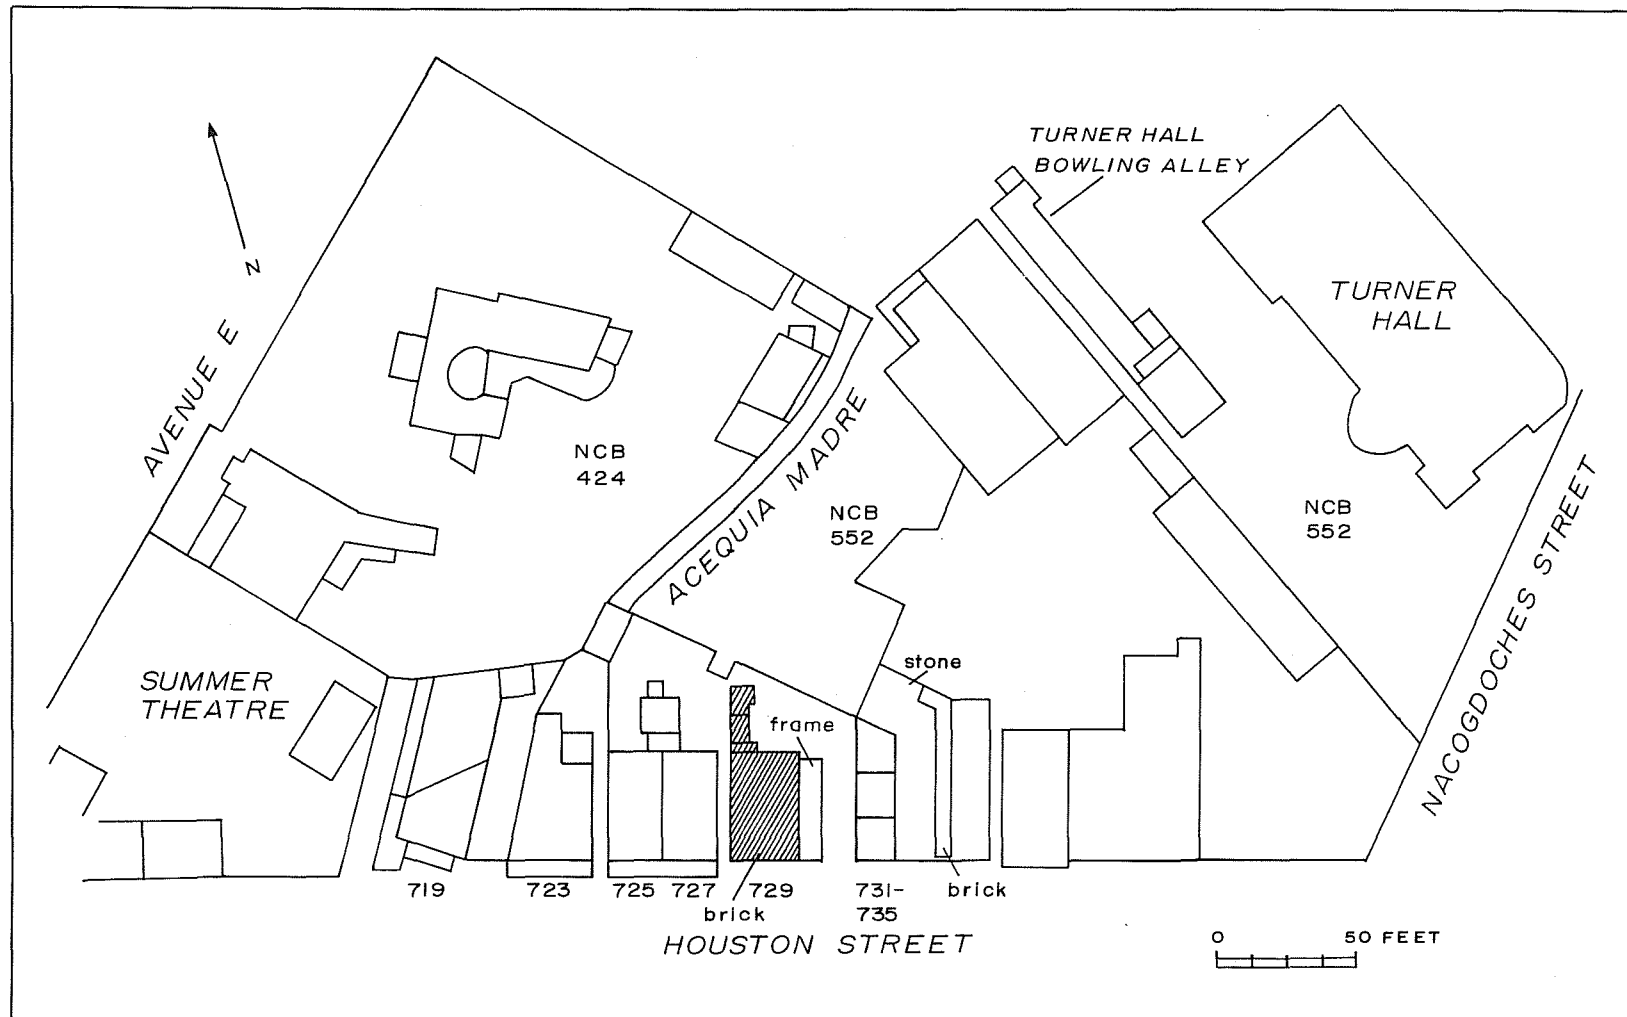 TURNER HALL
BOWLING ALLEY
TURNER
HALL
N
AVENUE E
NCB
424
ACEQUIA MADRE
NCB
552
NCB
552
NACOGDOCHES STREET
SUMMER
THEATRE
stone
frame
719
723
725
727
729
731-
735
brick
brick
HOUSTON STREET
0
50 FEET